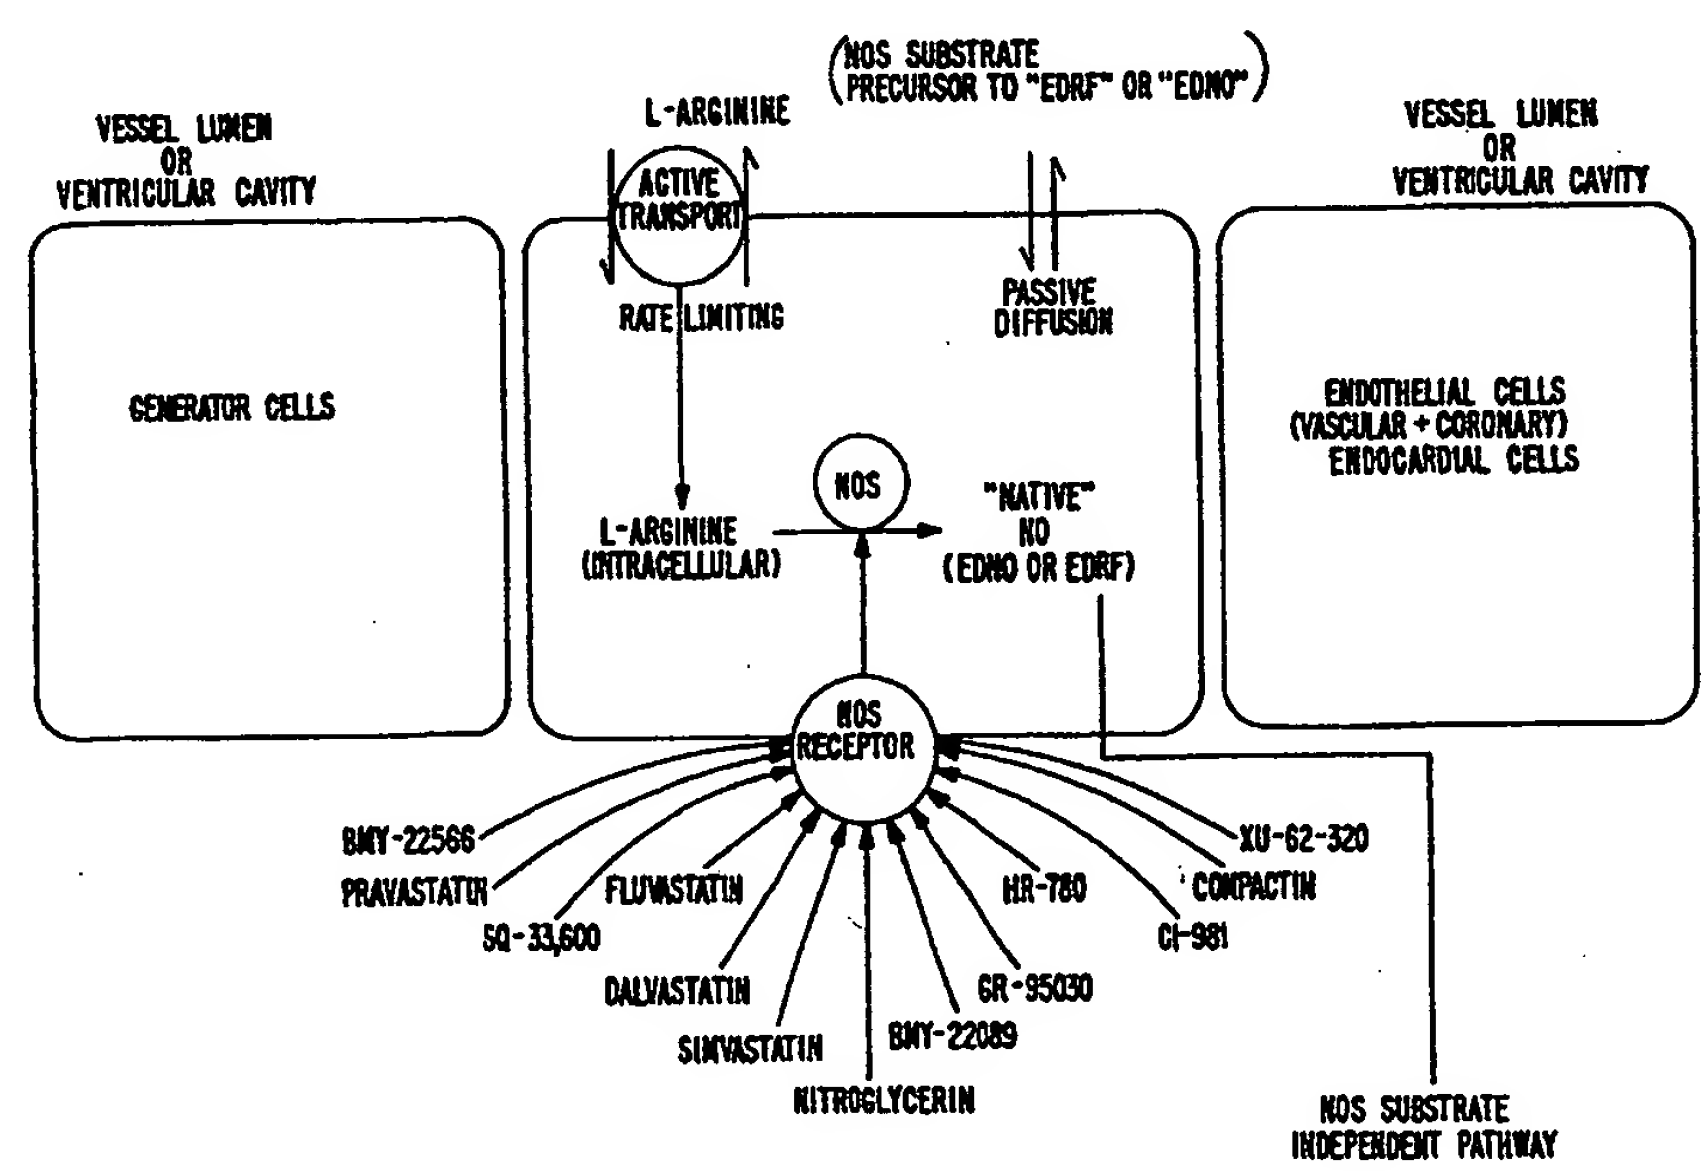 (NOS SUBSTRATE
PRECURSOR TO "EDRF" OR "EDNO")
L-ARGININE
VESSEL LUMEN
OR
VENTRICULAR CAVITY
VESSEL LUMEN
OR
VENTRICULAR CAVITY
ACTIVE
TRANSPORT
RATE LIMITING
PASSIVE
DIFFUSION
GENERATOR CELLS
ENDOTHELIAL CELLS
(VASCULAR + CORONARY)
ENDOCARDIAL CELLS
NOS
L-ARGININE
(INTRACELLULAR)
"NATIVE"
NO
(EDNO OR EDRF)
NOS
RECEPTOR
BMY-22566
XU-62-320
PRAVASTATIN
FLUVASTATIN
HR-780
COMPACTIN
SQ-33,600
CI-981
DALVASTATIN
GR-95030
SIMVASTATIN
BMY-22089
NITROGLYCERIN
NOS SUBSTRATE
INDEPENDENT PATHWAY